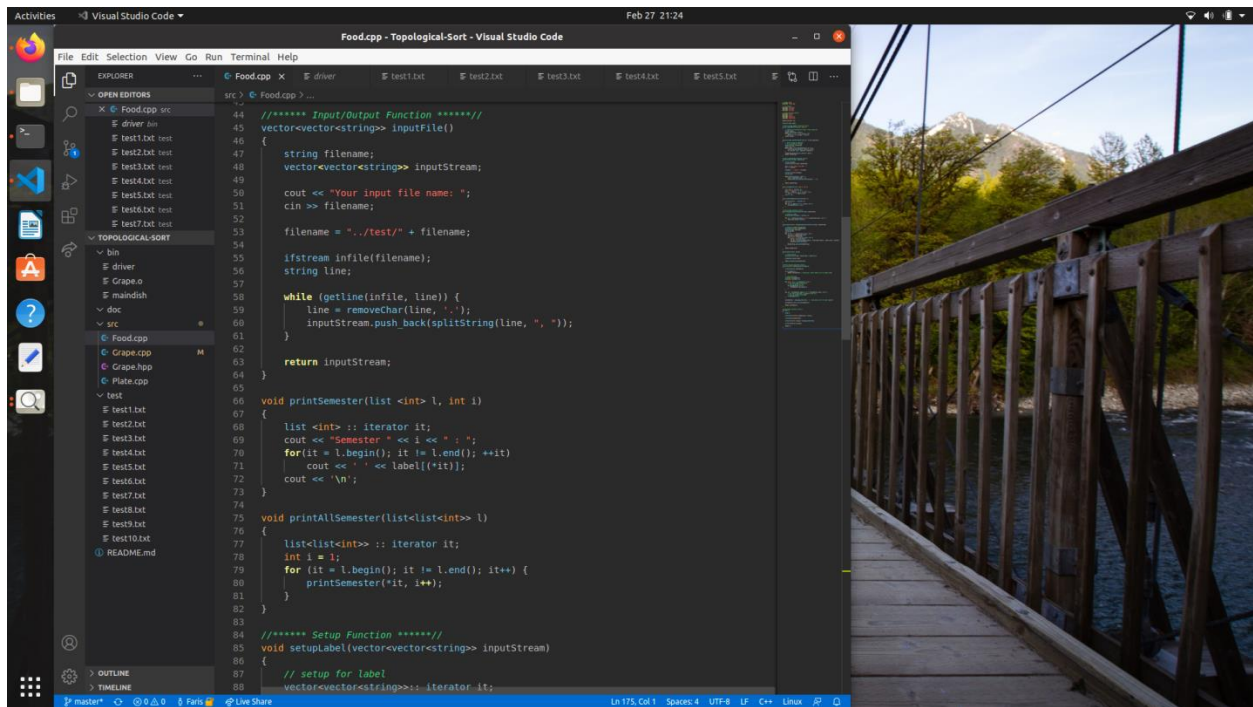 Activities
Visual Studio Code
Feb 27 21:24
Food.cpp - Topological-Sort - Visual Studio Code
File Edit Selection View Go Run Terminal Help
EXPLORER
OPEN EDITORS
Food.cpp src
driver bin
test1.txt test
test2.txt test
test3.txt test
test4.txt test
test5.txt test
test6.txt test
test7.txt test
TOPOLOGICAL-SORT
bin
driver
Grape.o
maindish
doc
src
Food.cpp
Grape.cpp M
Grape.hpp
Plate.cpp
test
test1.txt
test2.txt
test3.txt
test4.txt
test5.txt
test6.txt
test7.txt
test8.txt
test9.txt
test10.txt
README.md
OUTLINE
TIMELINE
Food.cpp driver test1.txt test2.txt test3.txt test4.txt test5.txt
src > Food.cpp > ...
43
44 //****** Input/Output Function ******//
45 vector<vector<string>> inputFile()
46 {
47 string filename;
48 vector<vector<string>> inputStream;
49
50 cout << "Your input file name: ";
51 cin >> filename;
52
53 filename = "../test/" + filename;
54
55 ifstream infile(filename);
56 string line;
57
58 while (getline(infile, line)) {
59 line = removeChar(line, '.');
60 inputStream.push_back(splitString(line, ", "));
61 }
62
63 return inputStream;
64 }
65
66 void printSemester(list <int> l, int i)
67 {
68 list <int> :: iterator it;
69 cout << "Semester " << i << " : ";
70 for(it = l.begin(); it != l.end(); ++it)
71 cout << ' ' << label[(*it)];
72 cout << '\n';
73 }
74
75 void printAllSemester(list<list<int>> l)
76 {
77 list<list<int>> :: iterator it;
78 int i = 1;
79 for (it = l.begin(); it != l.end(); it++) {
80 printSemester(*it, i++);
81 }
82 }
83
84 //****** Setup Function ******//
85 void setupLabel(vector<vector<string>> inputStream)
86 {
87 // setup for label
88 vector<vector<string>>:: iterator it;
master* 0 0 Faris Live Share
Ln 175, Col 1 Spaces: 4 UTF-8 LF C++ Linux